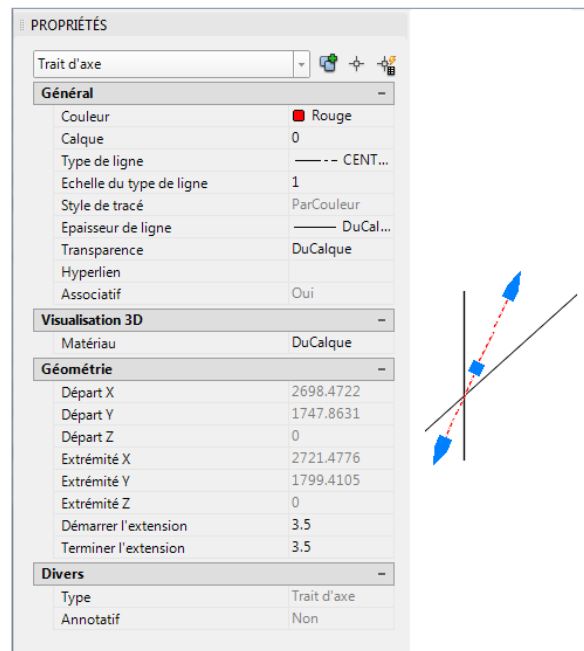 PROPRIÉTÉS
Trait d'axe
Général
Couleur Rouge
Calque 0
Type de ligne CENT...
Echelle du type de ligne 1
Style de tracé ParCouleur
Epaisseur de ligne DuCal...
Transparence DuCalque
Hyperlien
Associatif Oui
Visualisation 3D
Matériau DuCalque
Géométrie
Départ X 2698.4722
Départ Y 1747.8631
Départ Z 0
Extrémité X 2721.4776
Extrémité Y 1799.4105
Extrémité Z 0
Démarrer l'extension 3.5
Terminer l'extension 3.5
Divers
Type Trait d'axe
Annotatif Non